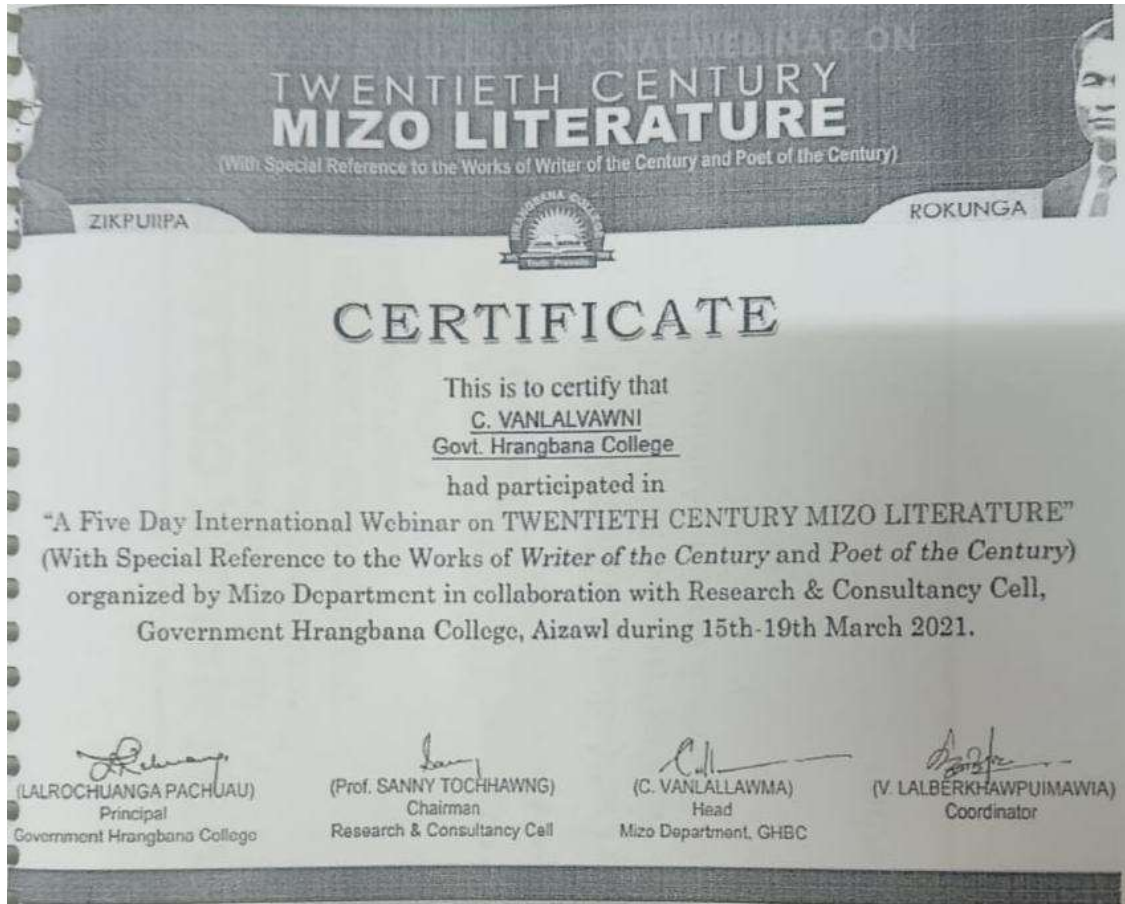 INTERNATIONAL WEBINAR ON
TWENTIETH CENTURY
MIZO LITERATURE
(With Special Reference to the Works of Writer of the Century and Poet of the Century)
ZIKPUIIPA
ROKUNGA
CERTIFICATE
This is to certify that
C. VANLALVAWNI
Govt. Hrangbana College
had participated in
“A Five Day International Webinar on TWENTIETH CENTURY MIZO LITERATURE”
(With Special Reference to the Works of Writer of the Century and Poet of the Century)
organized by Mizo Department in collaboration with Research & Consultancy Cell,
Government Hrangbana College, Aizawl during 15th-19th March 2021.
(LALROCHUANGA PACHUAU)
Principal
Government Hrangbana College
(Prof. SANNY TOCHHAWNG)
Chairman
Research & Consultancy Cell
(C. VANLALLAWMA)
Head
Mizo Department, GHBC
(V. LALBERKHAWPUIMAWIA)
Coordinator